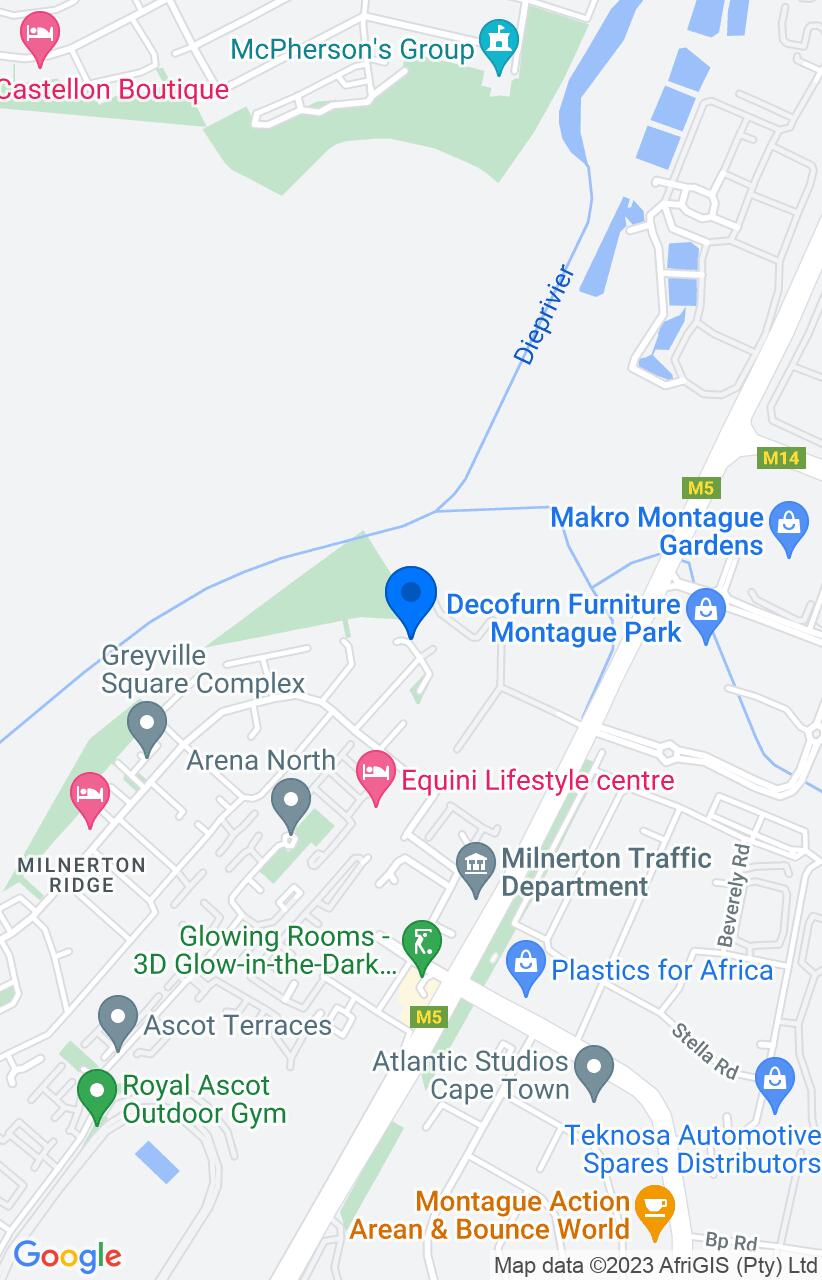 McPherson's Group
Castellon Boutique
Dieprivier
M14
M5
Makro Montague
Gardens
Decofurn Furniture
Montague Park
Greyville
Square Complex
Arena North
Equini Lifestyle centre
MILNERTON
RIDGE
Milnerton Traffic
Department
Beverely Rd
Glowing Rooms -
3D Glow-in-the-Dark...
Plastics for Africa
M5
Ascot Terraces
Stella Rd
Atlantic Studios
Cape Town
Royal Ascot
Outdoor Gym
Teknosa Automotive
Spares Distributors
Montague Action
Arean & Bounce World
Bp Rd
Google
Map data ©2023 AfriGIS (Pty) Ltd